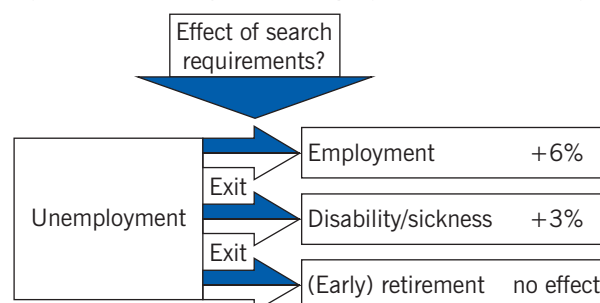 Effect of search
requirements?
Employment +6%
Exit
Unemployment
Disability/sickness +3%
Exit
(Early) retirement no effect